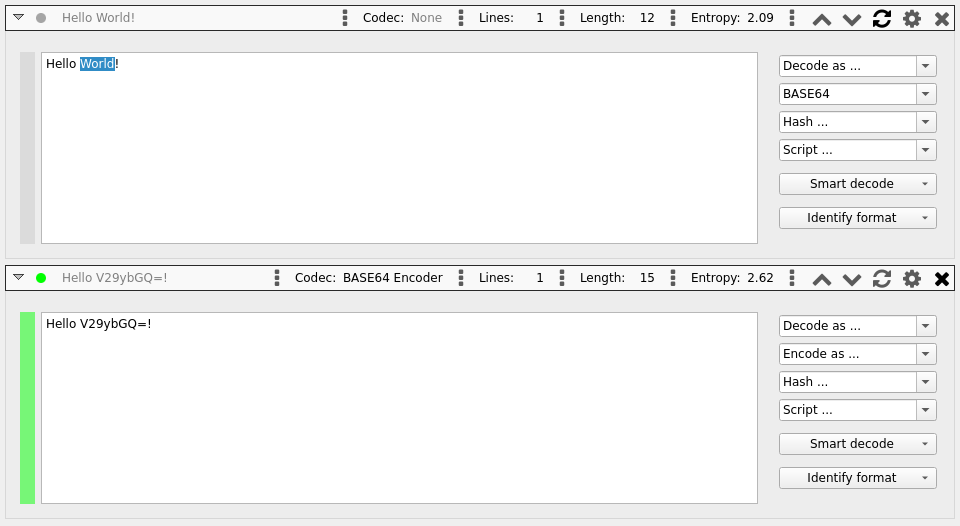 Hello World! Codec: None Lines: 1 Length: 12 Entropy: 2.09
Hello World!
Decode as ...
BASE64
Hash ...
Script ...
Smart decode
Identify format
Hello V29ybGQ=! Codec: BASE64 Encoder Lines: 1 Length: 15 Entropy: 2.62
Hello V29ybGQ=!
Decode as ...
Encode as ...
Hash ...
Script ...
Smart decode
Identify format